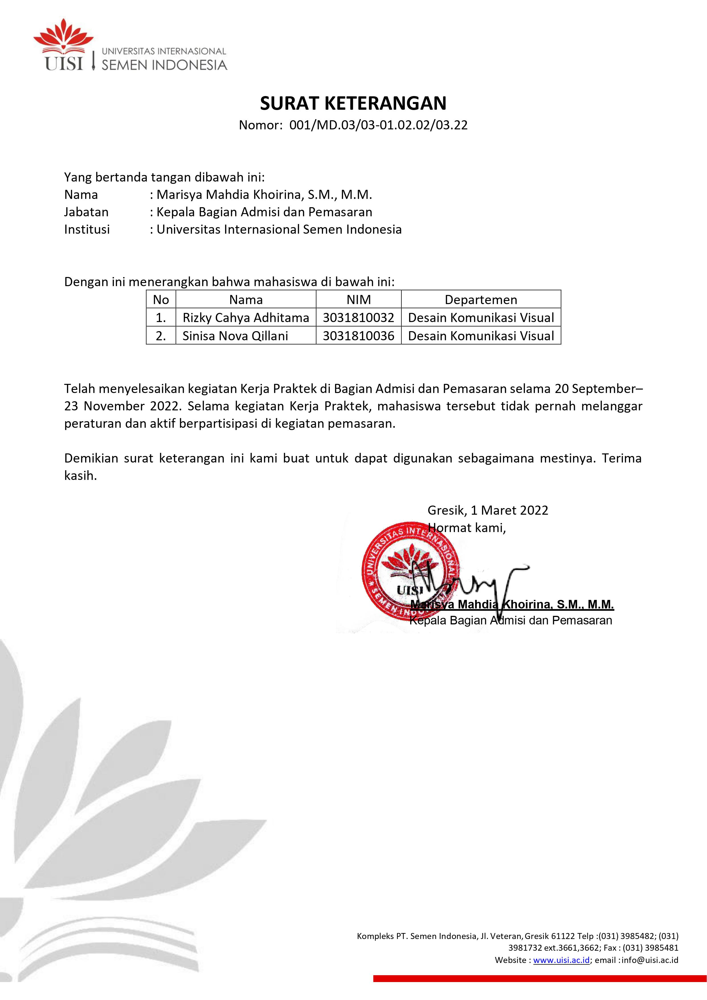 UNIVERSITAS INTERNASIONAL
UISI SEMEN INDONESIA
SURAT KETERANGAN
Nomor: 001/MD.03/03-01.02.02/03.22
Yang bertanda tangan dibawah ini:
Nama : Marisya Mahdia Khoirina, S.M., M.M.
Jabatan : Kepala Bagian Admisi dan Pemasaran
Institusi : Universitas Internasional Semen Indonesia
Dengan ini menerangkan bahwa mahasiswa di bawah ini:
No Nama NIM Departemen
1. Rizky Cahya Adhitama 3031810032 Desain Komunikasi Visual
2. Sinisa Nova Qillani 3031810036 Desain Komunikasi Visual
Telah menyelesaikan kegiatan Kerja Praktek di Bagian Admisi dan Pemasaran selama 20 September–
23 November 2022. Selama kegiatan Kerja Praktek, mahasiswa tersebut tidak pernah melanggar
peraturan dan aktif berpartisipasi di kegiatan pemasaran.
Demikian surat keterangan ini kami buat untuk dapat digunakan sebagaimana mestinya. Terima
kasih.
Gresik, 1 Maret 2022
Hormat kami,
UNIVERSITAS INTERNASIONAL
UISI
SEMEN INDONESIA
Marisya Mahdia Khoirina, S.M., M.M.
Kepala Bagian Admisi dan Pemasaran
Kompleks PT. Semen Indonesia, Jl. Veteran, Gresik 61122 Telp :(031) 3985482; (031)
3981732 ext.3661,3662; Fax : (031) 3985481
Website : www.uisi.ac.id; email :info@uisi.ac.id